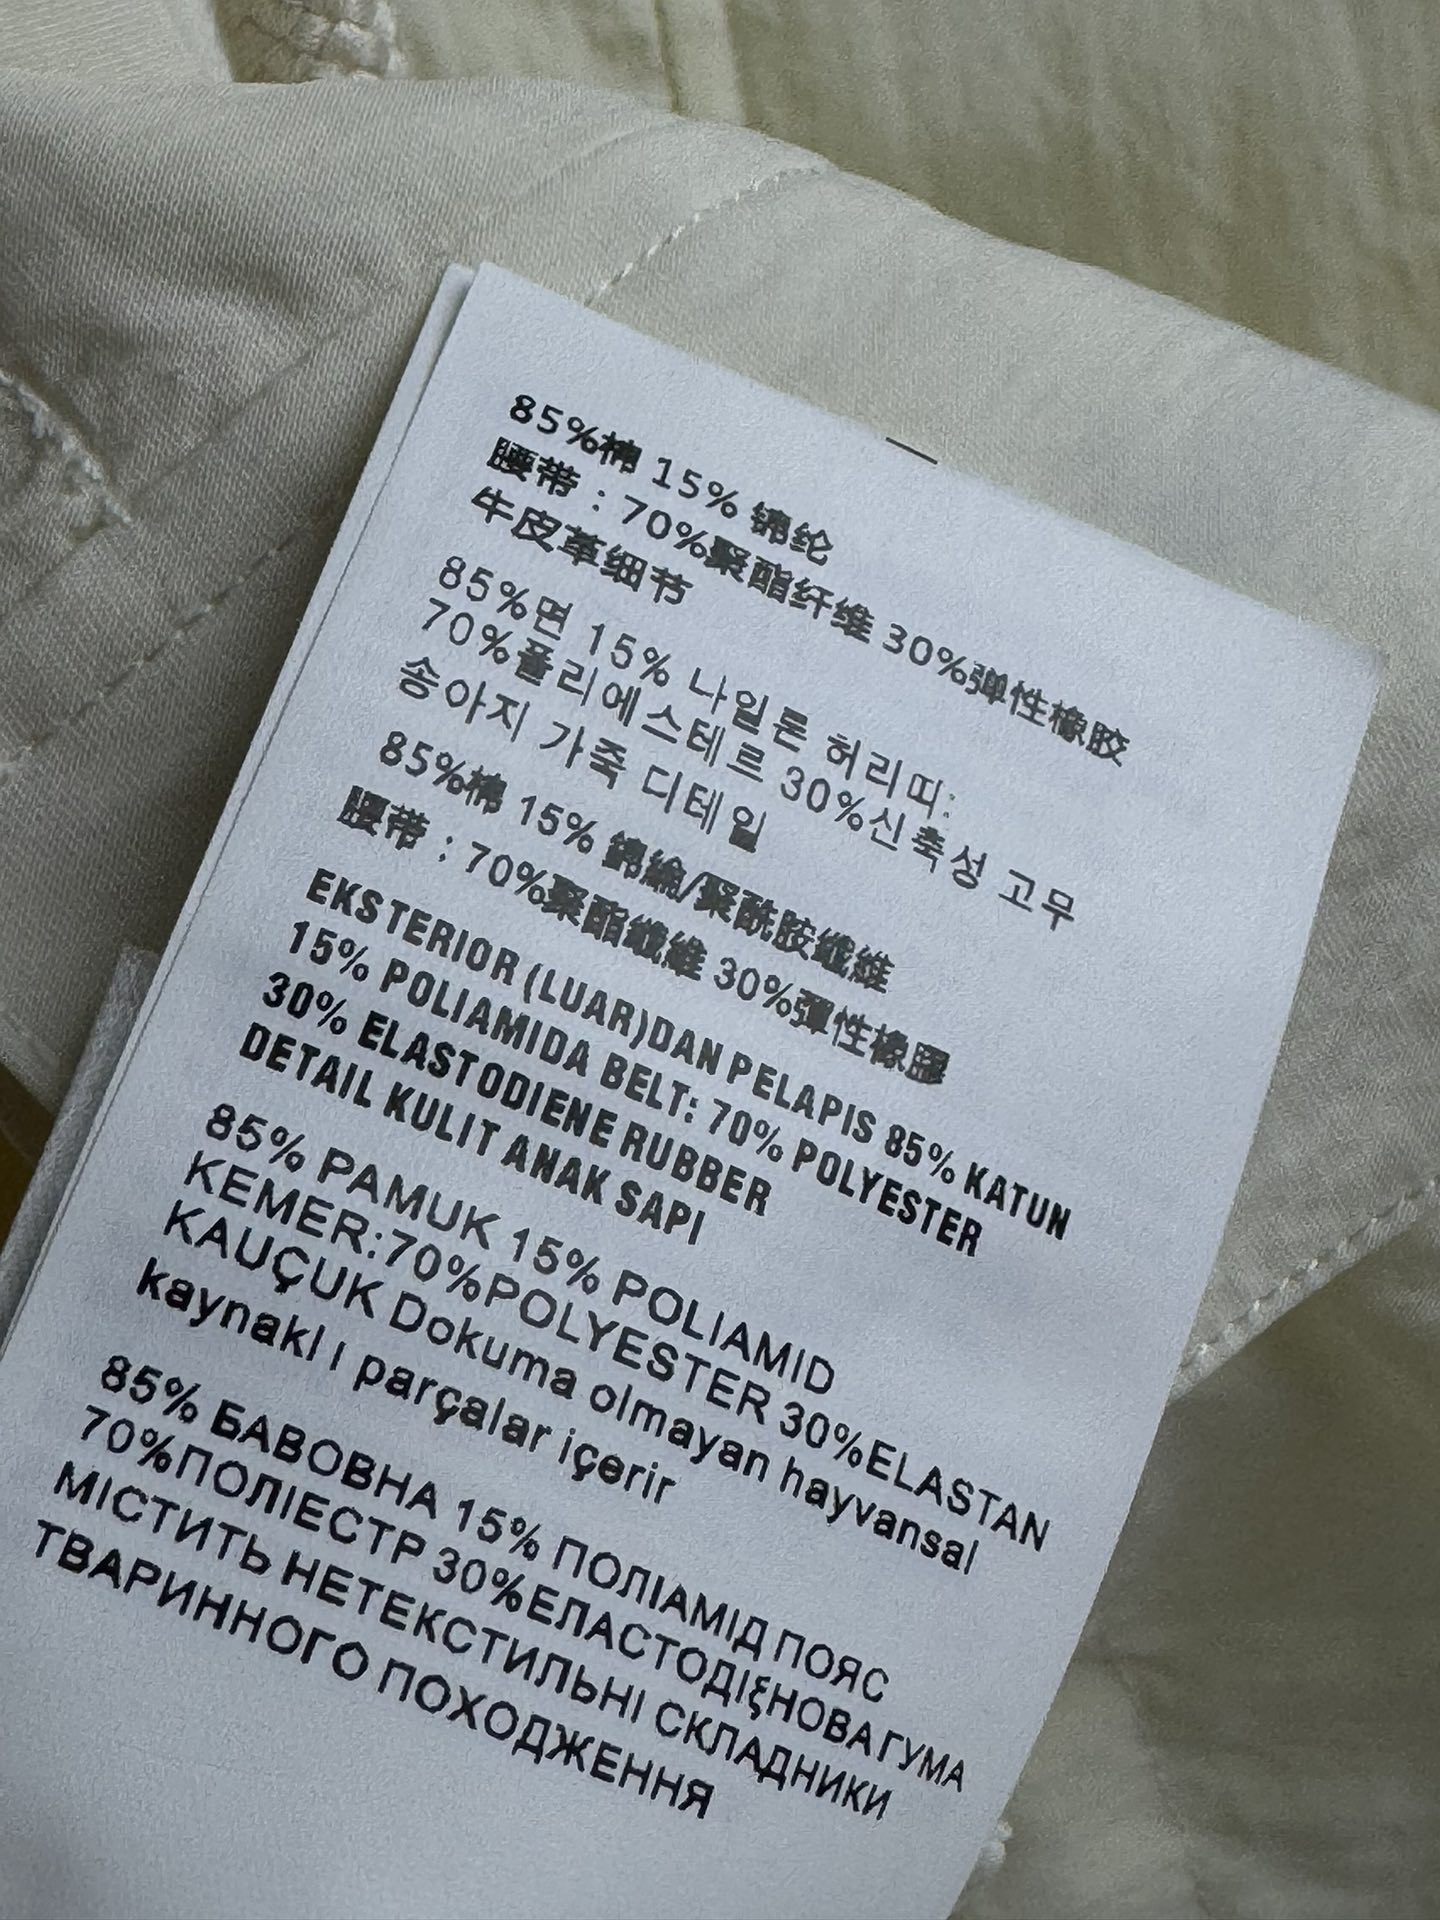 85%棉 15% 锦纶
腰带：70%聚酯纤维 30%弹性橡胶
牛皮革细节
85%면 15% 나일론 허리띠:
70%폴리에스테르 30%신축성 고무
송아지 가죽 디테일
85%棉 15% 錦綸/聚酰胺纖維
腰带：70%聚酯纖維 30%彈性橡膠
EKSTERIOR (LUAR)DAN PELAPIS 85% KATUN
15% POLIAMIDA BELT: 70% POLYESTER
30% ELASTODIENE RUBBER
DETAIL KULIT ANAK SAPI
85% PAMUK 15% POLIAMID
KEMER:70%POLYESTER 30%ELASTAN
KAUÇUK Dokuma olmayan hayvansal
kaynakl ı parçalar içerir
85% БАВОВНА 15% ПОЛІАМІД ПОЯС
70%ПОЛІЕСТР 30%ЕЛАСТОДІξНОВА ГУМА
МІСТИТЬ НЕТЕКСТИЛЬНІ СКЛАДНИКИ
ТВАРИННОГО ПОХОДЖЕННЯ